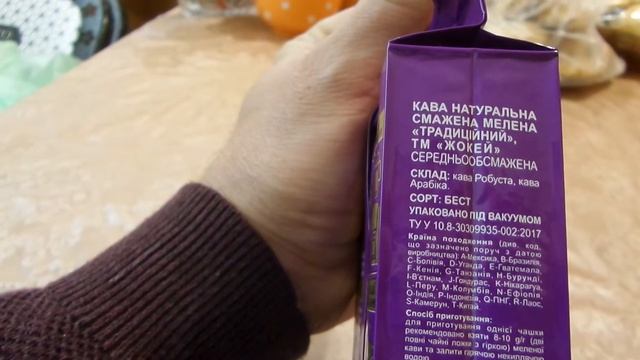 КАВА НАТУРАЛЬНА
СМАЖЕНА МЕЛЕНА
«ТРАДИЦІЙНИЙ»,
ТМ «ЖОКЕЙ»
СЕРЕДНЬООБСМАЖЕНА
СКЛАД: кава Робуста, кава
Арабіка.
СОРТ: БЕСТ
УПАКОВАНО ПІД ВАКУУМОМ
ТУ У 10.8-30309935-002:2017
Країна походження (див. код,
що зазначено поруч з датою
виробництва): А-Мексика, В-Бразилія,
С-Болівія, D-Уганда, Е-Гватемала,
F-Кенія, G-Танзанія, Н-Бурунді,
І-В'єтнам, J-Гондурас, К-Нікарагуа,
L-Перу, М-Колумбія, N-Ефіопія,
О-Індія, Р-Індонезія, Q-ПНГ, R-Лаос,
S-Камерун, Т-Китай.
Спосіб приготування:
для приготування однієї чашки
рекомендовано взяти 8-10 g/г (дві
повні чайні ложки з гіркою) меленої
кави та залити гарячою некиплячою
водою